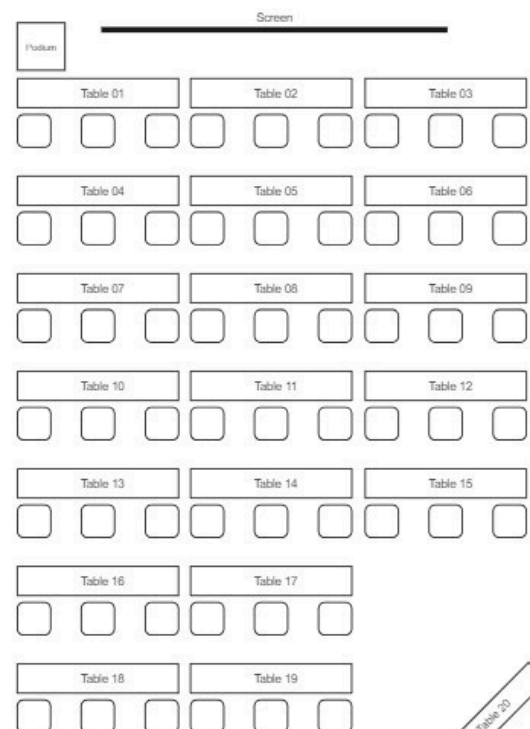 Screen
Podium
Table 01 Table 02 Table 03
Table 04 Table 05 Table 06
Table 07 Table 08 Table 09
Table 10 Table 11 Table 12
Table 13 Table 14 Table 15
Table 16 Table 17
Table 18 Table 19
Table 20